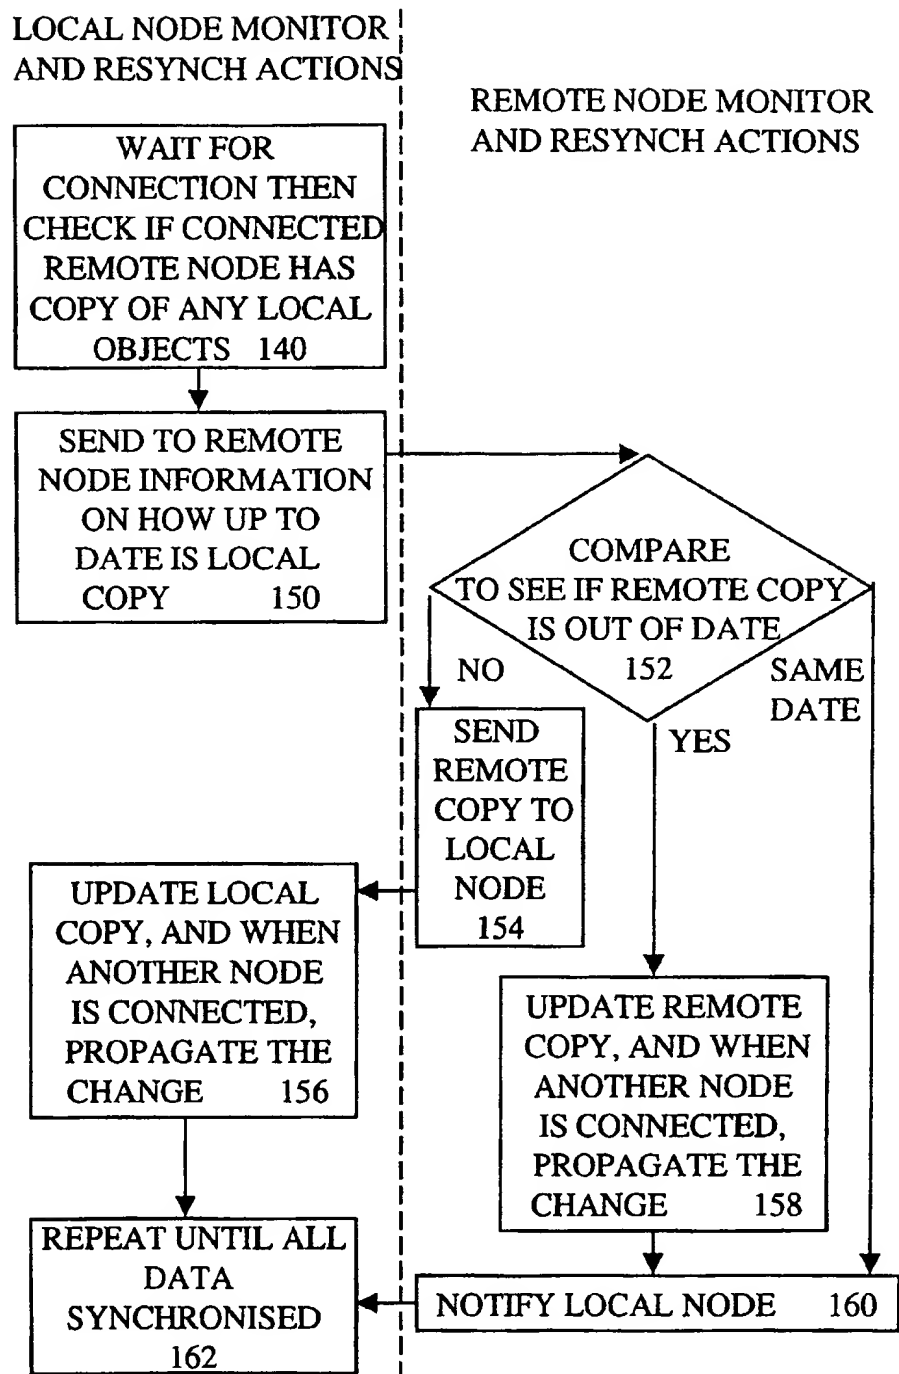 LOCAL NODE MONITOR
AND RESYNCH ACTIONS
REMOTE NODE MONITOR
AND RESYNCH ACTIONS
WAIT FOR
CONNECTION THEN
CHECK IF CONNECTED
REMOTE NODE HAS
COPY OF ANY LOCAL
OBJECTS 140
SEND TO REMOTE
NODE INFORMATION
ON HOW UP TO
DATE IS LOCAL
COPY 150
COMPARE
TO SEE IF REMOTE COPY
IS OUT OF DATE
152
NO
SAME
DATE
YES
SEND
REMOTE
COPY TO
LOCAL
NODE
154
UPDATE LOCAL
COPY, AND WHEN
ANOTHER NODE
IS CONNECTED,
PROPAGATE THE
CHANGE 156
UPDATE REMOTE
COPY, AND WHEN
ANOTHER NODE
IS CONNECTED,
PROPAGATE THE
CHANGE 158
REPEAT UNTIL ALL
DATA
SYNCHRONISED
162
NOTIFY LOCAL NODE 160